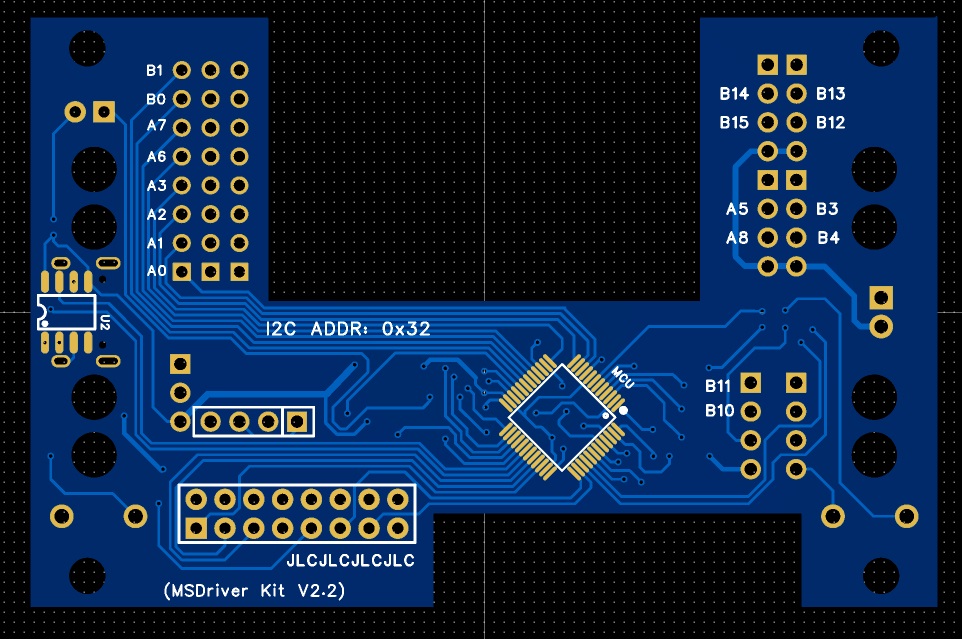 B1
B0
A7
A6
A3
A2
A1
A0
U2
B14 B13
B15 B12
A5 B3
A8 B4
I2C ADDR: 0x32
MCU
B11
B10
JLCJLCJLCJLC
(MSDriver Kit V2.2)